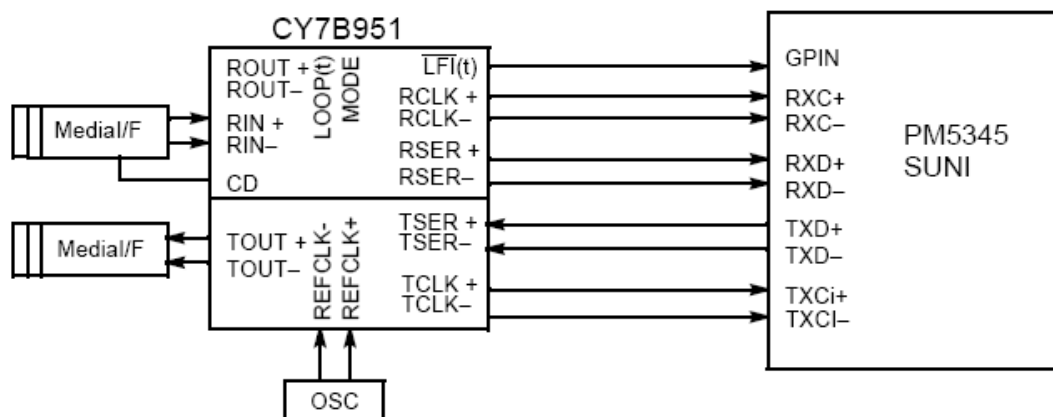 CY7B951
ROUT +
ROUT–
LOOP(t)
MODE
LFI(t)
RCLK +
RCLK–
Medial/F
RIN +
RIN–
RSER +
RSER–
CD
Medial/F
TOUT +
TOUT–
REFCLK-
REFCLK+
TSER +
TSER–
TCLK +
TCLK–
OSC
GPIN
RXC+
RXC–
RXD+
RXD–
TXD+
TXD–
TXCi+
TXCI–
PM5345
SUNI